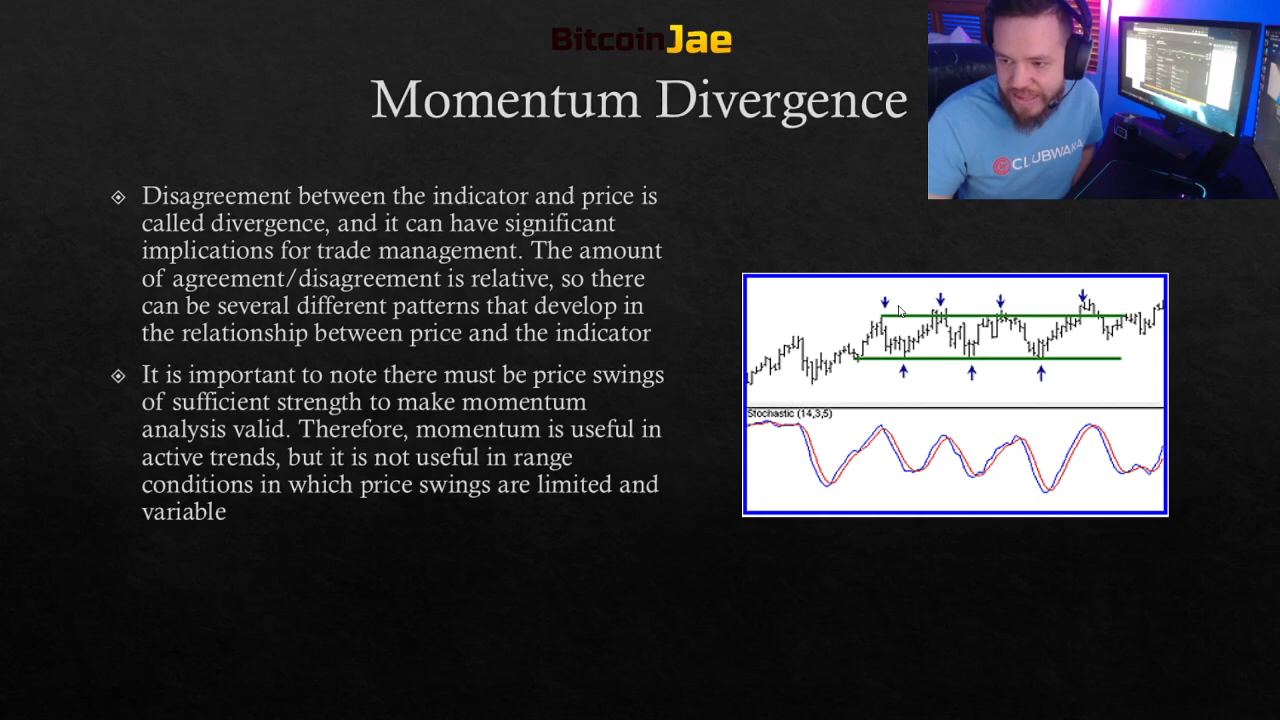 BitcoinJae
Momentum Divergence
CLUBWAKA
Disagreement between the indicator and price is
called divergence, and it can have significant
implications for trade management. The amount
of agreement/disagreement is relative, so there
can be several different patterns that develop in
the relationship between price and the indicator
It is important to note there must be price swings
of sufficient strength to make momentum
analysis valid. Therefore, momentum is useful in
active trends, but it is not useful in range
conditions in which price swings are limited and
variable
Stochastic (14,3,5)